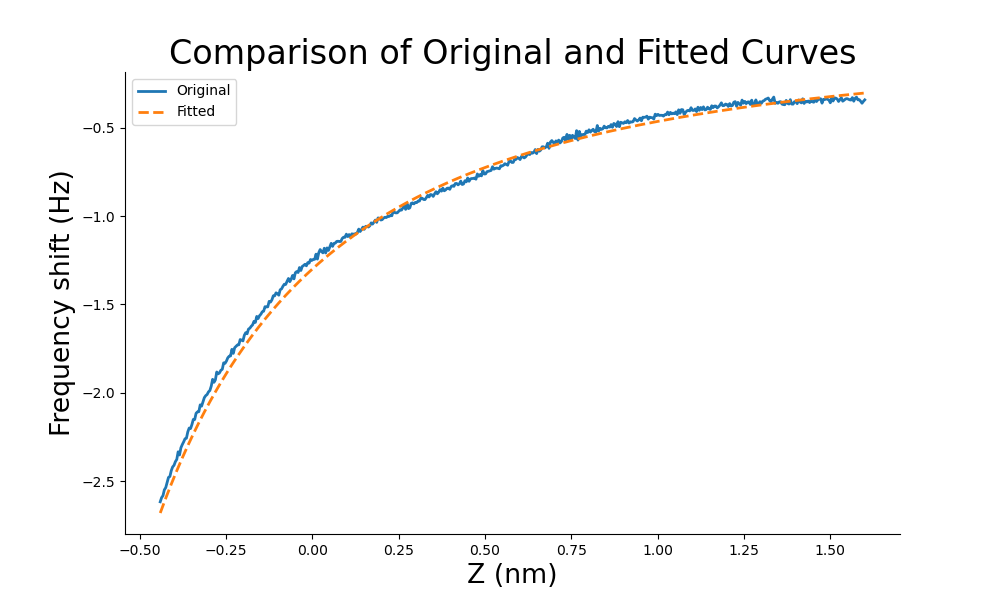 Comparison of Original and Fitted Curves
Original
Fitted
Frequency shift (Hz)
−0.5
−1.0
−1.5
−2.0
−2.5
−0.50
−0.25
0.00
0.25
0.50
0.75
1.00
1.25
1.50
Z (nm)